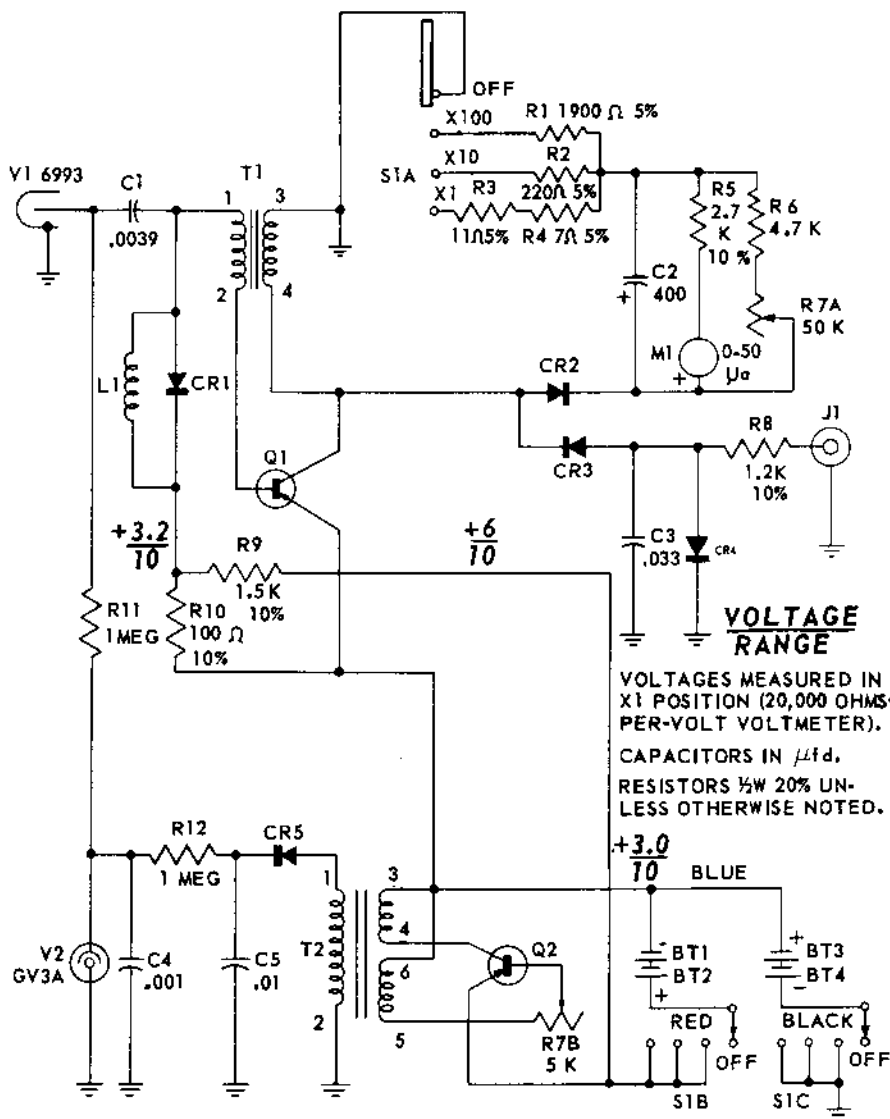 OFF
X100
R1 1900 Ω 5%
V1 6993
C1
.0039
T1
1
3
2
4
S1A
X10
R2
220Ω 5%
X1
R3
11Ω5%
R4 7Ω 5%
R5
2.7
K
10%
R6
4.7 K
C2
+
400
R7A
50 K
M1
+
0-50
μa
L1
CR1
CR2
CR3
J1
R8
1.2K
10%
Q1
+3.2
10
+6
10
R9
1.5K
10%
C3
.033
CR4
R11
1 MEG
R10
100 Ω
10%
VOLTAGE
RANGE
VOLTAGES MEASURED IN
X1 POSITION (20,000 OHMS-
PER-VOLT VOLTMETER).
CAPACITORS IN μfd.
RESISTORS ½W 20% UN-
LESS OTHERWISE NOTED.
+3.0
10
BLUE
R12
1 MEG
CR5
1
3
T2
4
6
2
5
Q2
V2
GV3A
C4
.001
C5
.01
R7B
5 K
-
BT1
BT2
+
+
BT3
BT4
-
RED
OFF
BLACK
OFF
S1B
S1C